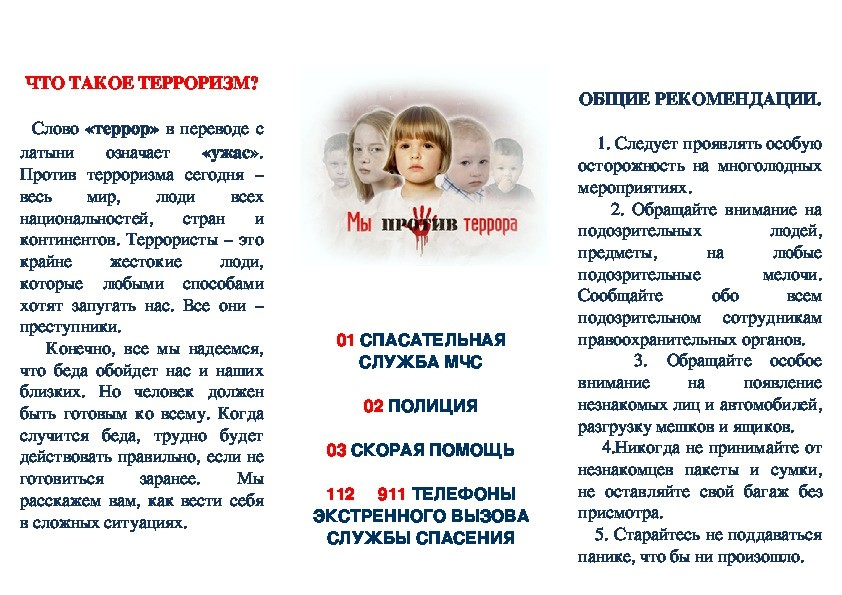 ЧТО ТАКОЕ ТЕРРОРИЗМ?
Слово «террор» в переводе с
латыни означает «ужас».
Против терроризма сегодня –
весь мир, люди всех
национальностей, стран и
континентов. Террористы – это
крайне жестокие люди,
которые любыми способами
хотят запугать нас. Все они –
преступники.
Конечно, все мы надеемся,
что беда обойдет нас и наших
близких. Но человек должен
быть готовым ко всему. Когда
случится беда, трудно будет
действовать правильно, если не
готовиться заранее. Мы
расскажем вам, как вести себя
в сложных ситуациях.
Мы против террора
01 СПАСАТЕЛЬНАЯ
СЛУЖБА МЧС
02 ПОЛИЦИЯ
03 СКОРАЯ ПОМОЩЬ
112 911 ТЕЛЕФОНЫ
ЭКСТРЕННОГО ВЫЗОВА
СЛУЖБЫ СПАСЕНИЯ
ОБЩИЕ РЕКОМЕНДАЦИИ.
1. Следует проявлять особую
осторожность на многолюдных
мероприятиях.
2. Обращайте внимание на
подозрительных людей,
предметы, на любые
подозрительные мелочи.
Сообщайте обо всем
подозрительном сотрудникам
правоохранительных органов.
3. Обращайте особое
внимание на появление
незнакомых лиц и автомобилей,
разгрузку мешков и ящиков.
4.Никогда не принимайте от
незнакомцев пакеты и сумки,
не оставляйте свой багаж без
присмотра.
5. Старайтесь не поддаваться
панике, что бы ни произошло.